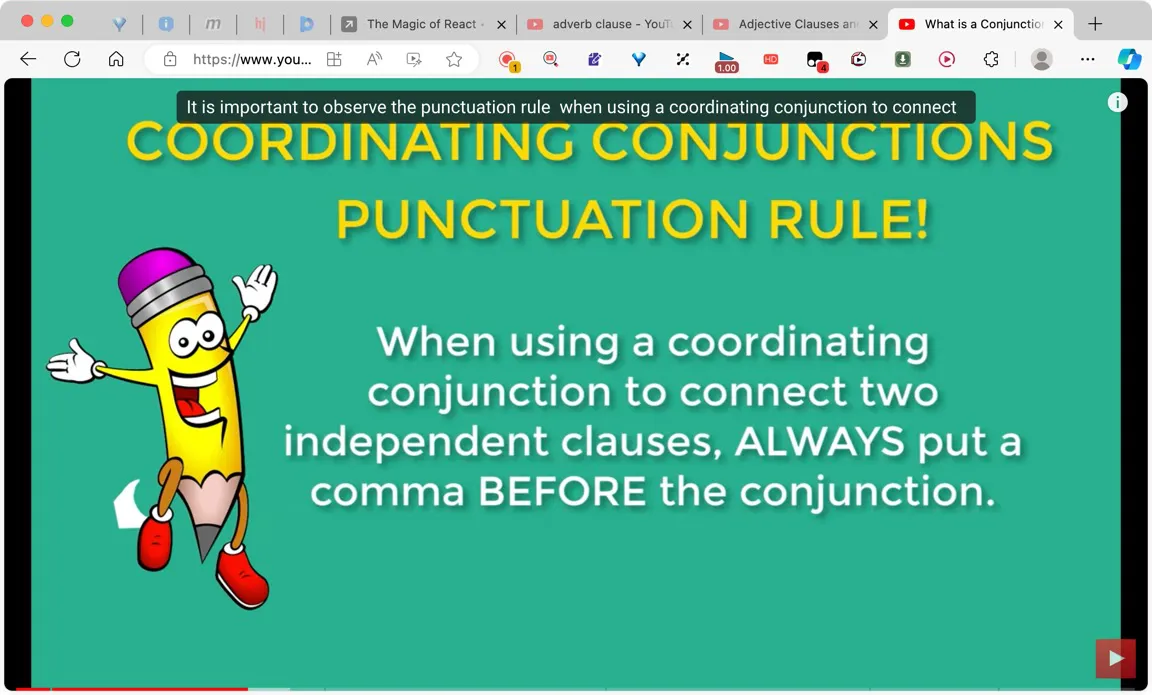 The Magic of React
adverb clause - YouT
Adjective Clauses an
What is a Conjunctio
https://www.you...
1
1.00
HD
4
It is important to observe the punctuation rule when using a coordinating conjunction to connect
COORDINATING CONJUNCTIONS
PUNCTUATION RULE!
When using a coordinating
conjunction to connect two
independent clauses, ALWAYS put a
comma BEFORE the conjunction.